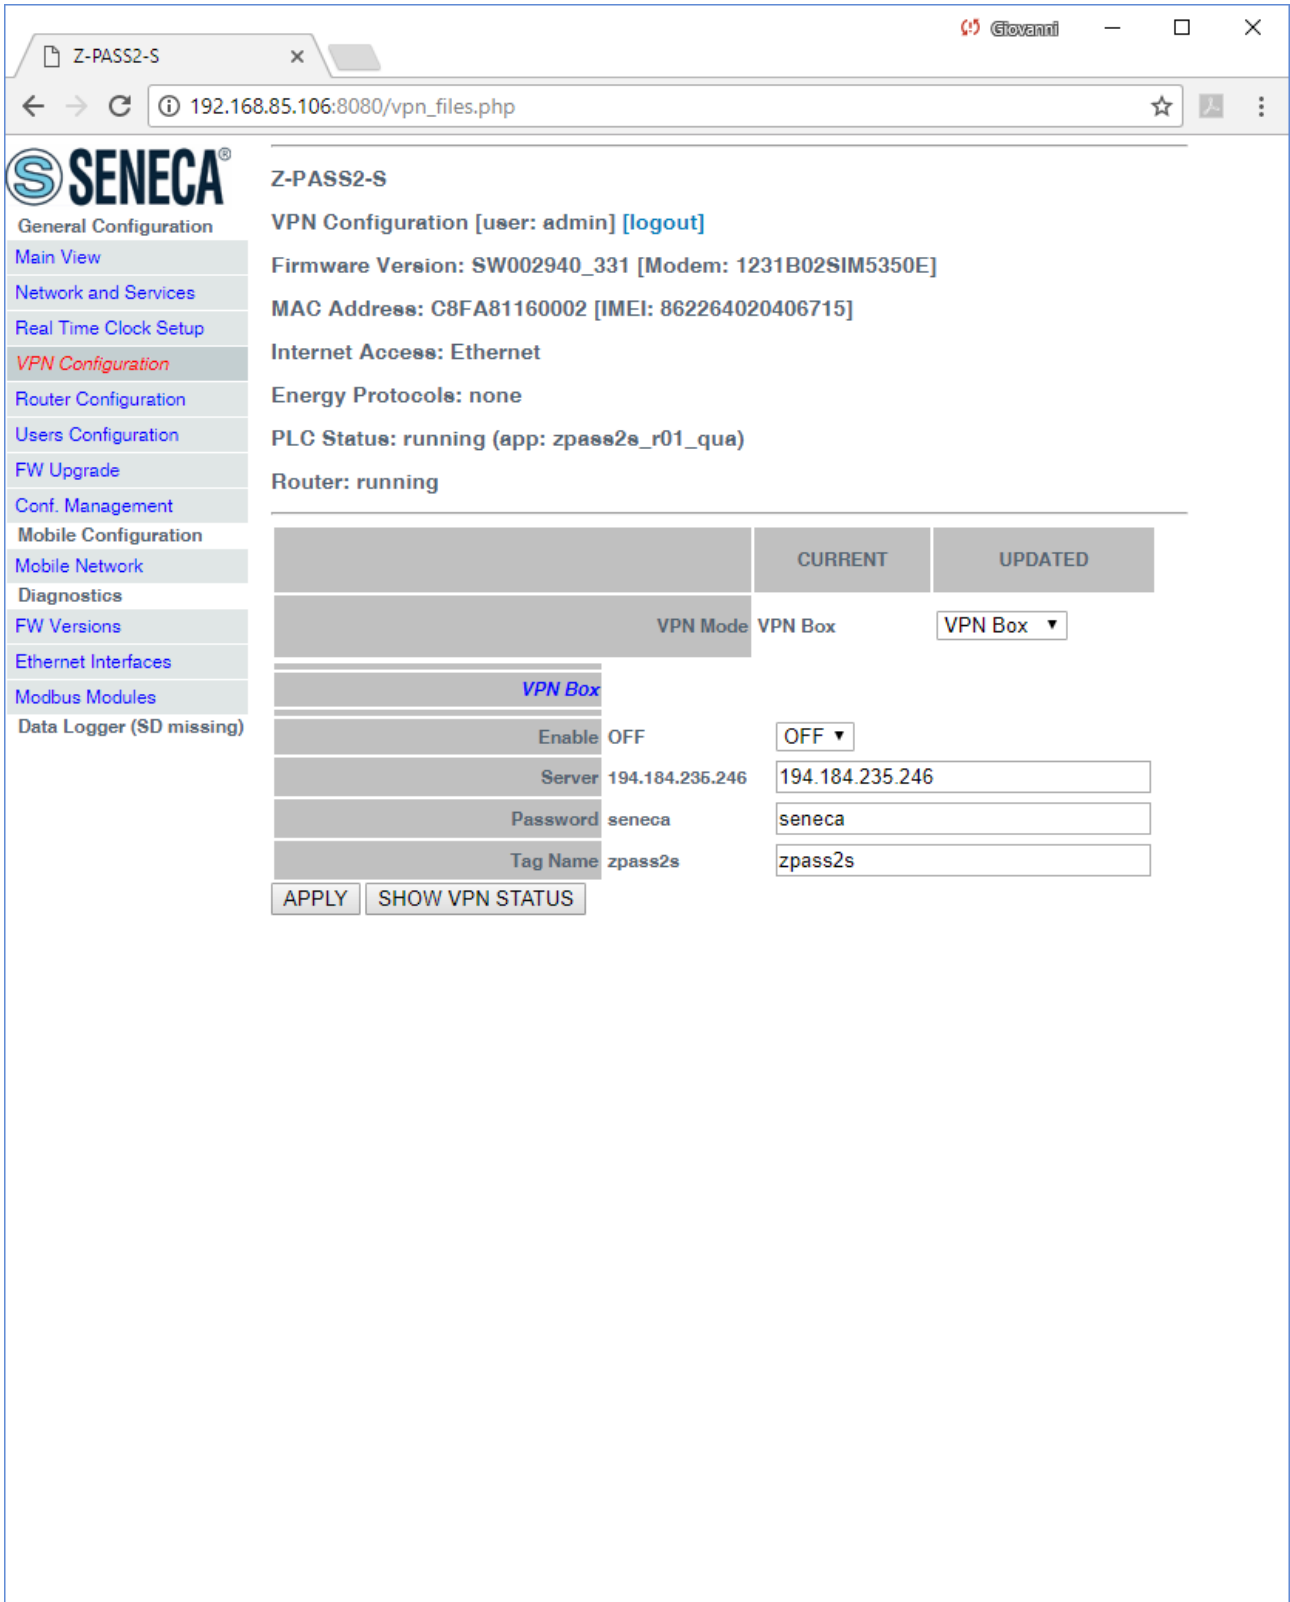 Giovanni
Z-PASS2-S
192.168.85.106:8080/vpn_files.php
SENECA®
General Configuration
Main View
Network and Services
Real Time Clock Setup
VPN Configuration
Router Configuration
Users Configuration
FW Upgrade
Conf. Management
Mobile Configuration
Mobile Network
Diagnostics
FW Versions
Ethernet Interfaces
Modbus Modules
Data Logger (SD missing)
Z-PASS2-S
VPN Configuration [user: admin] [logout]
Firmware Version: SW002940_331 [Modem: 1231B02SIM5350E]
MAC Address: C8FA81160002 [IMEI: 862264020406715]
Internet Access: Ethernet
Energy Protocols: none
PLC Status: running (app: zpass2s_r01_qua)
Router: running
CURRENT UPDATED
VPN Mode VPN Box VPN Box
VPN Box
Enable OFF OFF
Server 194.184.235.246 194.184.235.246
Password seneca seneca
Tag Name zpass2s zpass2s
APPLY SHOW VPN STATUS